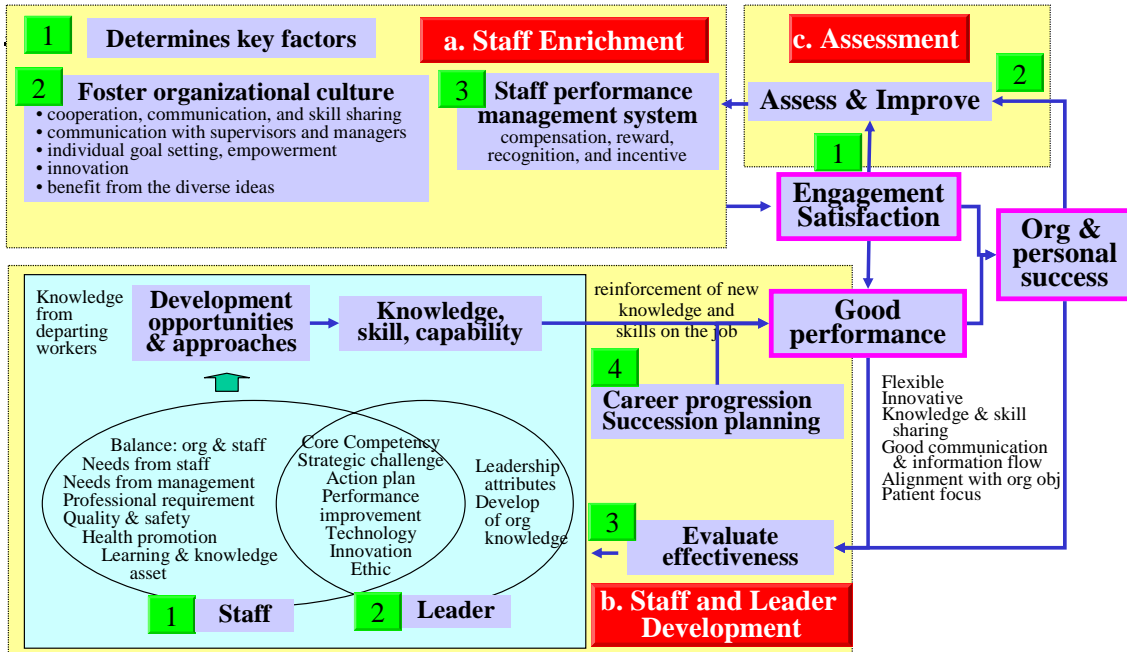 1
Determines key factors
a. Staff Enrichment
c. Assessment
2
Foster organizational culture
• cooperation, communication, and skill sharing
• communication with supervisors and managers
• individual goal setting, empowerment
• innovation
• benefit from the diverse ideas
3
Staff performance
management system
compensation, reward,
recognition, and incentive
2
Assess & Improve
1
Engagement
Satisfaction
Org &
personal
success
Knowledge
from
departing
workers
Development
opportunities
& approaches
Knowledge,
skill, capability
reinforcement of new
knowledge and
skills on the job
Good
performance
4
Career progression
Succession planning
Flexible
Innovative
Knowledge & skill
sharing
Good communication
& information flow
Alignment with org obj
Patient focus
Balance: org & staff
Needs from staff
Needs from management
Professional requirement
Quality & safety
Health promotion
Learning & knowledge
asset
Core Competency
Strategic challenge
Action plan
Performance
improvement
Technology
Innovation
Ethic
Leadership
attributes
Develop
of org
knowledge
3
Evaluate
effectiveness
1
Staff
2
Leader
b. Staff and Leader
Development